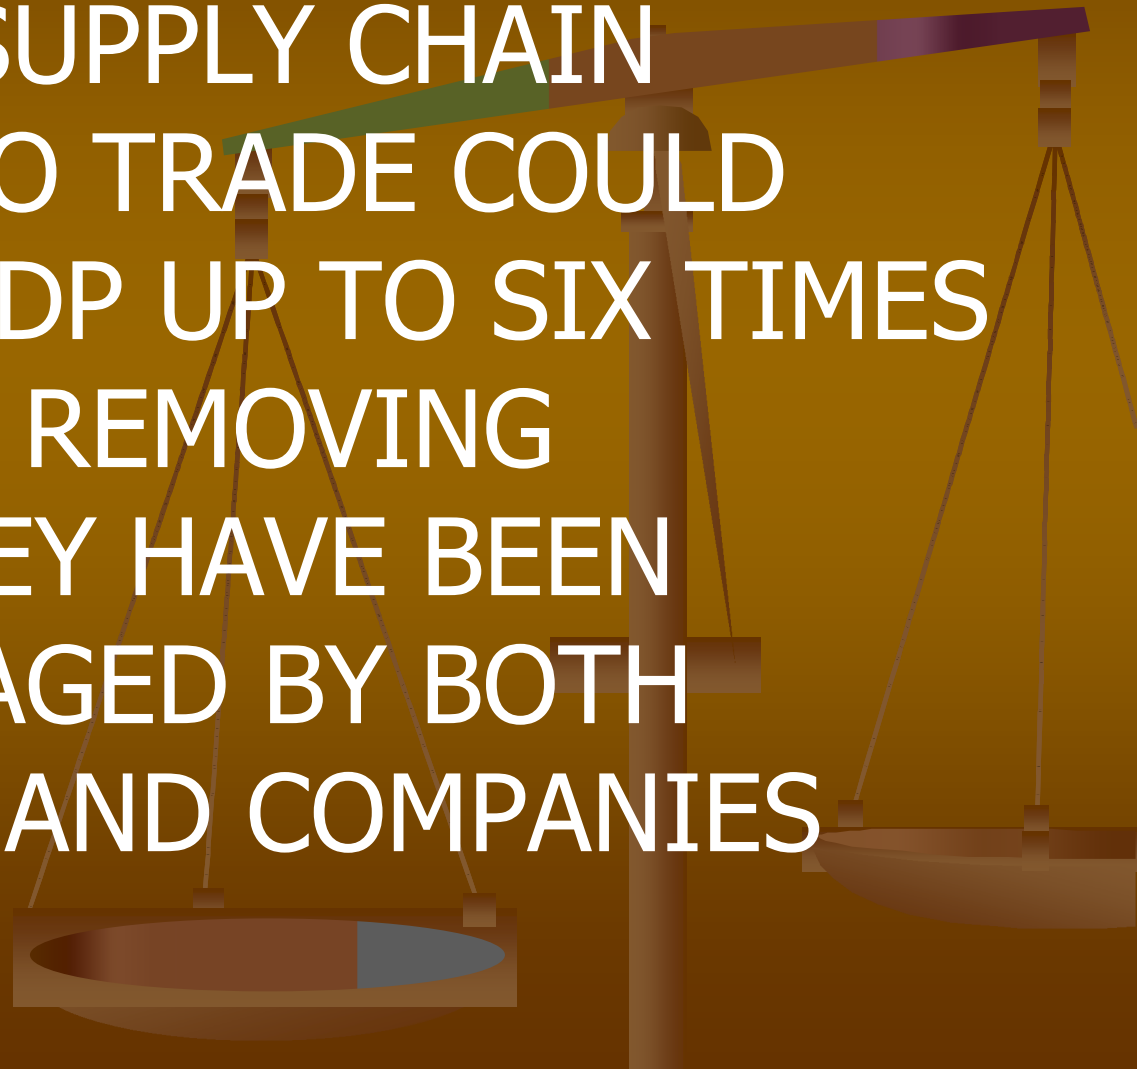 SUPPLY CHAIN
O TRADE COULD
DP UP TO SIX TIMES
REMOVING
EY HAVE BEEN
AGED BY BOTH
AND COMPANIES